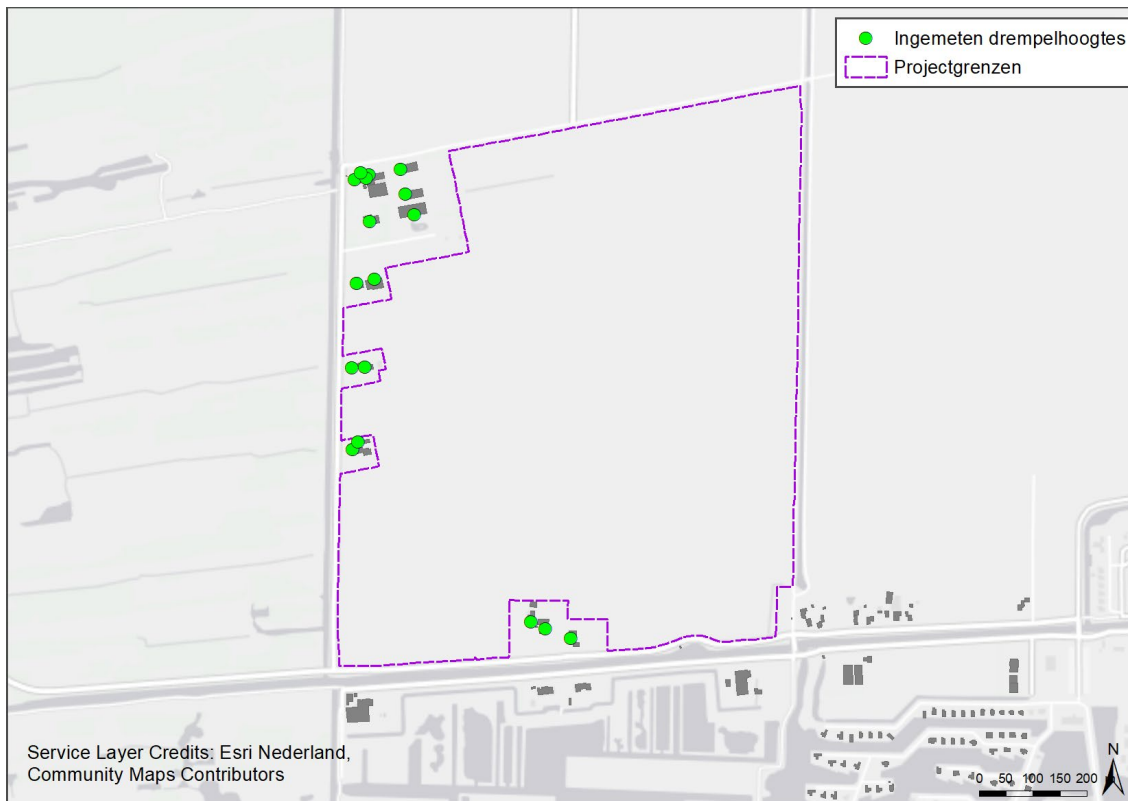 Ingemeten drempelhoogtes
Projectgrenzen
Service Layer Credits: Esri Nederland,
Community Maps Contributors
N
0 50 100 150 200